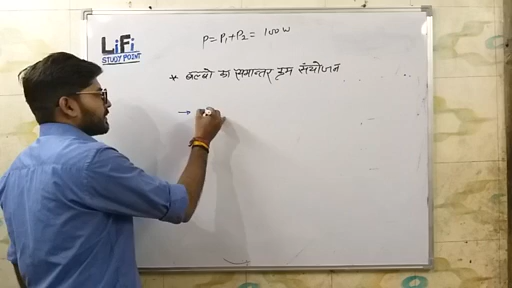 LiFi
STUDY POINT
P = P₁ + P₂ = 100 W
* बल्बो का समान्तर क्रम संयोजन
→